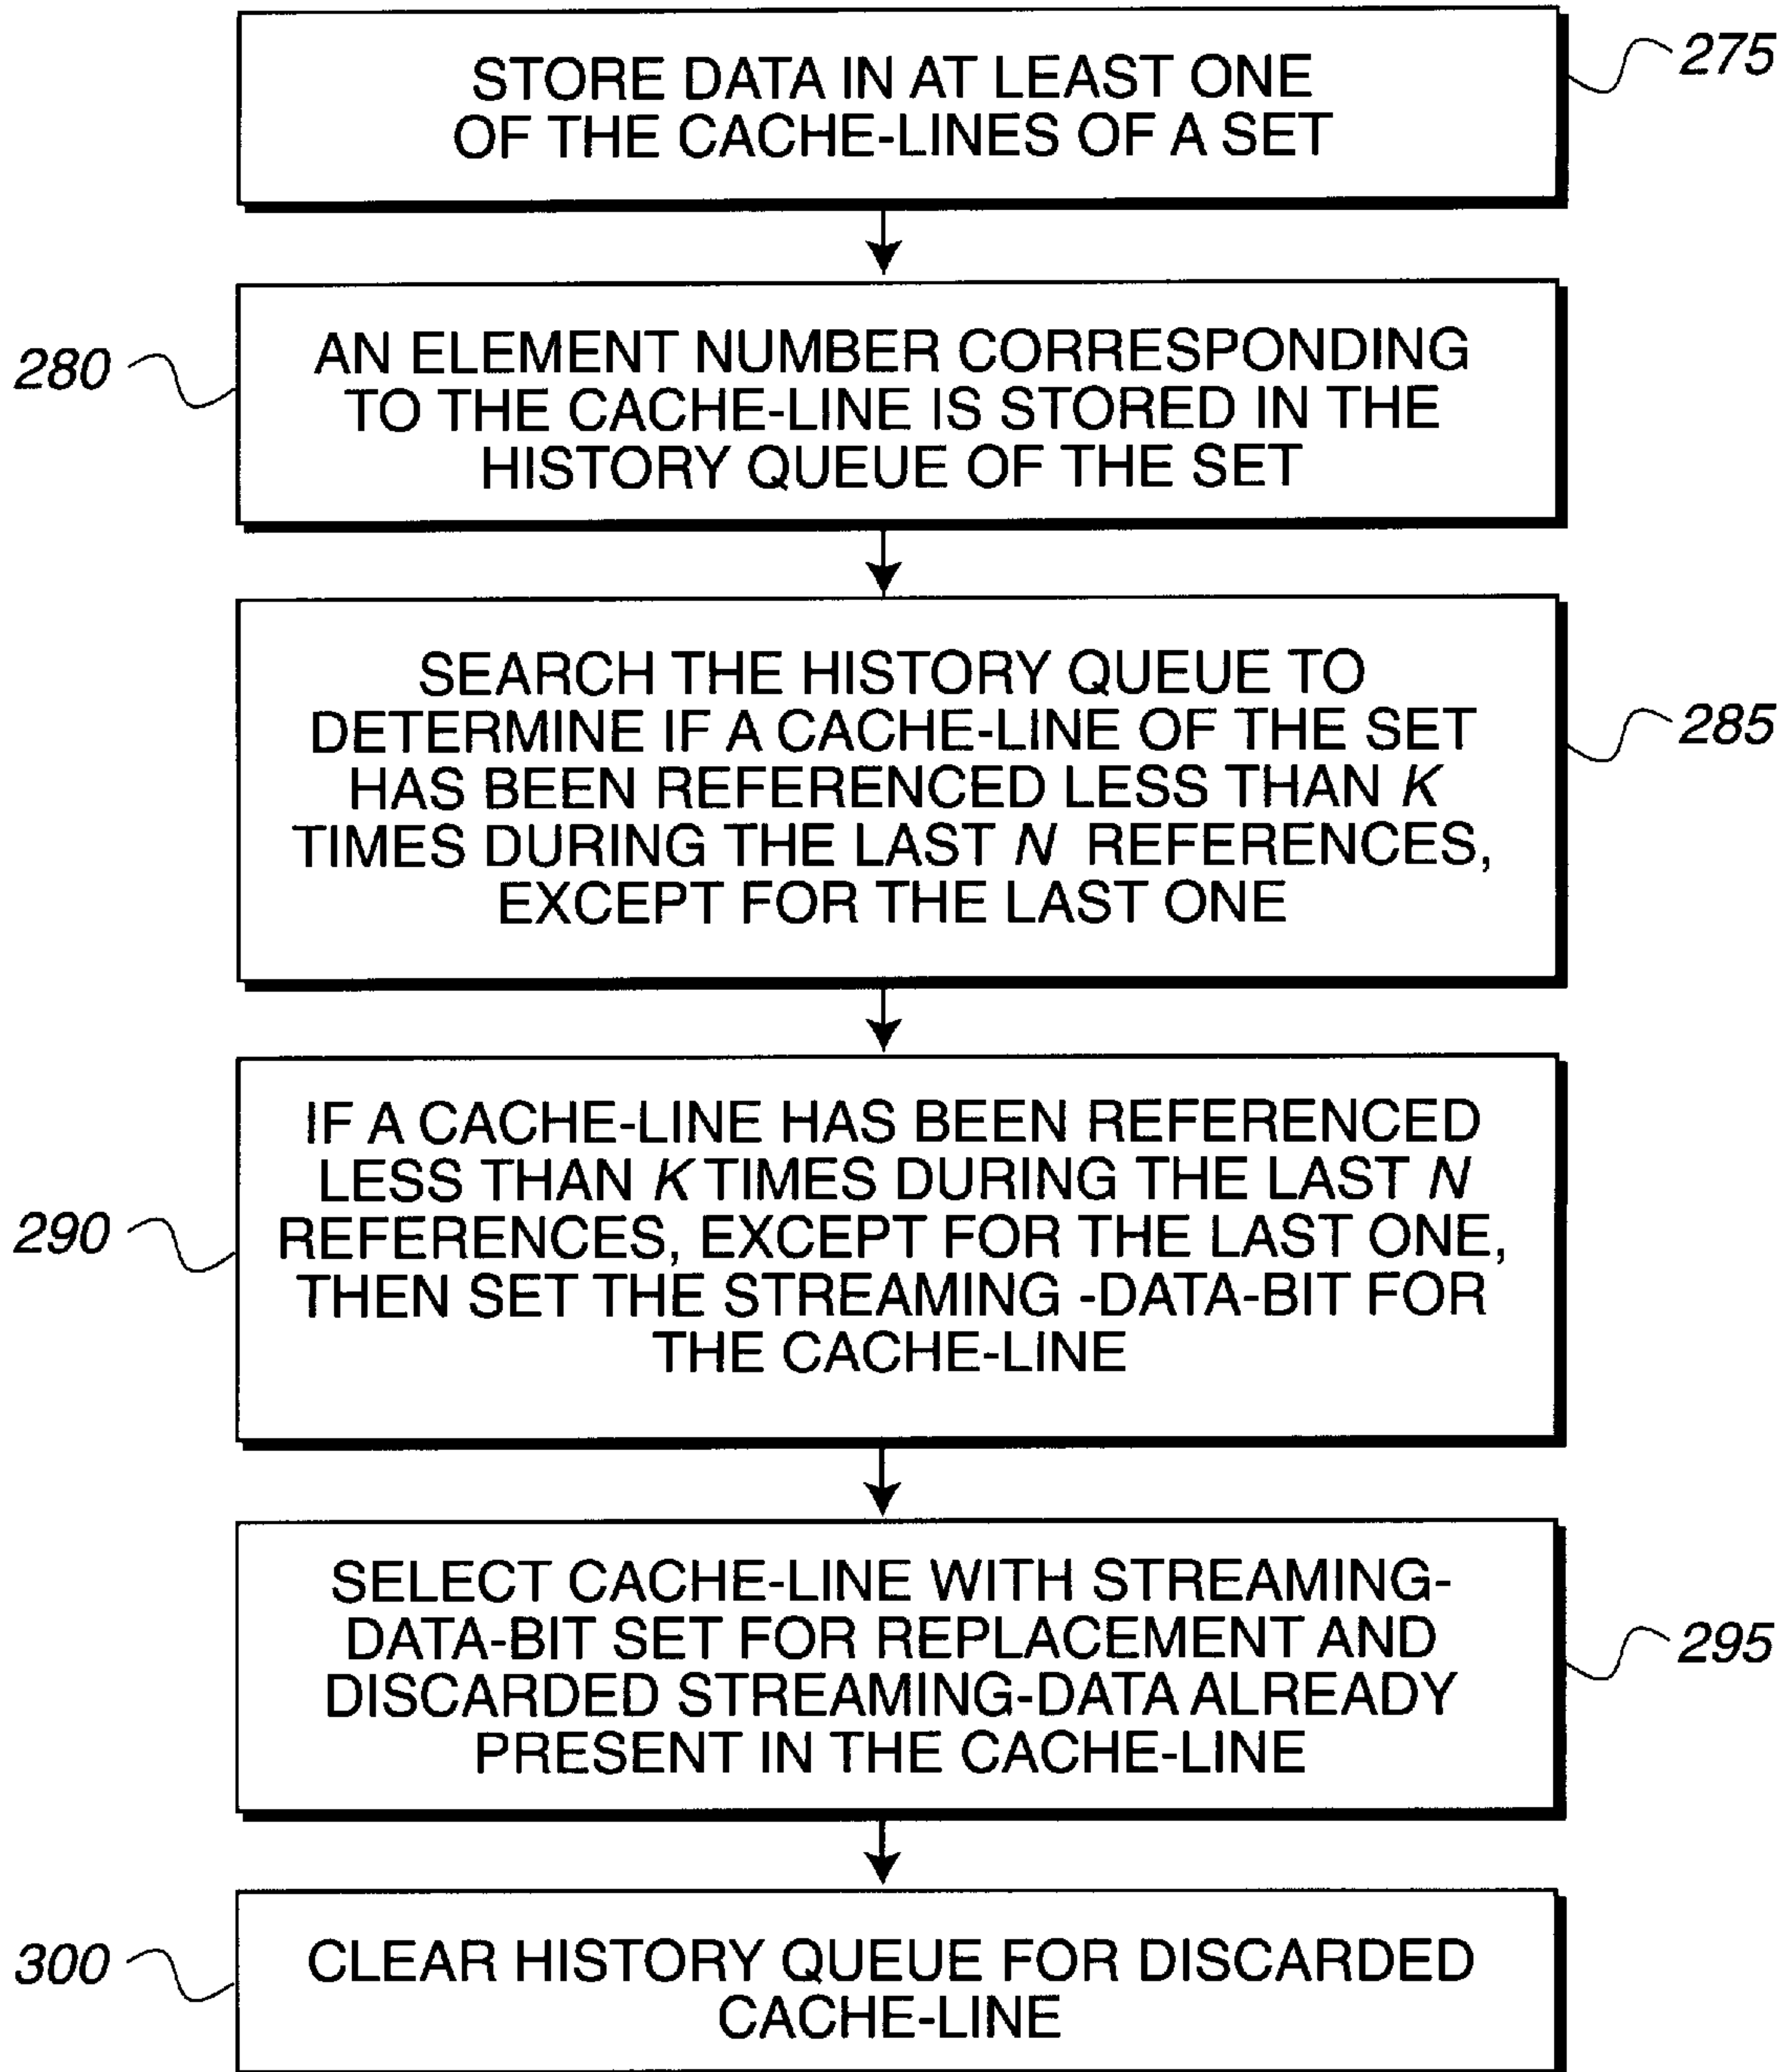 STORE DATA IN AT LEAST ONE
OF THE CACHE-LINES OF A SET
275
280
AN ELEMENT NUMBER CORRESPONDING
TO THE CACHE-LINE IS STORED IN THE
HISTORY QUEUE OF THE SET
SEARCH THE HISTORY QUEUE TO
DETERMINE IF A CACHE-LINE OF THE SET
HAS BEEN REFERENCED LESS THAN K
TIMES DURING THE LAST N REFERENCES,
EXCEPT FOR THE LAST ONE
285
290
IF A CACHE-LINE HAS BEEN REFERENCED
LESS THAN K TIMES DURING THE LAST N
REFERENCES, EXCEPT FOR THE LAST ONE,
THEN SET THE STREAMING -DATA-BIT FOR
THE CACHE-LINE
SELECT CACHE-LINE WITH STREAMING-
DATA-BIT SET FOR REPLACEMENT AND
DISCARDED STREAMING-DATA ALREADY
PRESENT IN THE CACHE-LINE
295
300
CLEAR HISTORY QUEUE FOR DISCARDED
CACHE-LINE